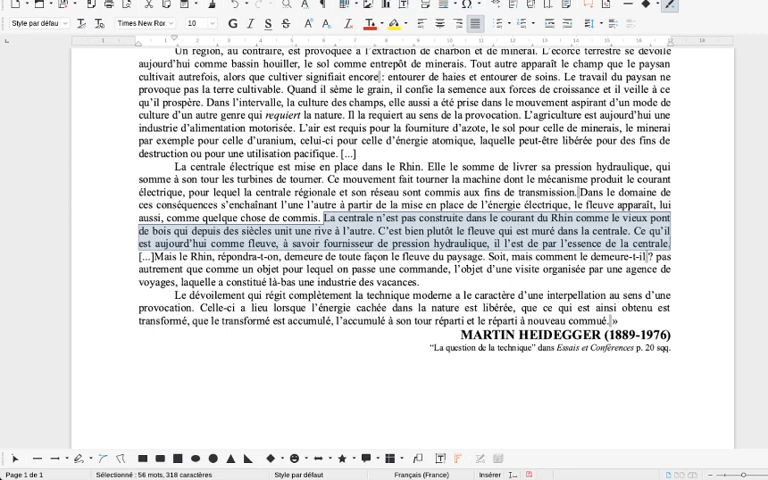 Style par défau
Times New Ror
10
G I S S
Un région, au contraire, est provoquée à l'extraction de charbon et de minerai. L'écorce terrestre se dévoile
aujourd'hui comme bassin houiller, le sol comme entrepôt de minerais. Tout autre apparaît le champ que le paysan
cultivait autrefois, alors que cultiver signifiait encore : entourer de haies et entourer de soins. Le travail du paysan ne
provoque pas la terre cultivable. Quand il sème le grain, il confie la semence aux forces de croissance et il veille à ce
qu'il prospère. Dans l'intervalle, la culture des champs, elle aussi a été prise dans le mouvement aspirant d'un mode de
culture d'un autre genre qui requiert la nature. Il la requiert au sens de la provocation. L'agriculture est aujourd'hui une
industrie d'alimentation motorisée. L'air est requis pour la fourniture d'azote, le sol pour celle de minerais, le minerai
par exemple pour celle d'uranium, celui-ci pour celle d'énergie atomique, laquelle peut-être libérée pour des fins de
destruction ou pour une utilisation pacifique. [...]
La centrale électrique est mise en place dans le Rhin. Elle le somme de livrer sa pression hydraulique, qui
somme à son tour les turbines de tourner. Ce mouvement fait tourner la machine dont le mécanisme produit le courant
électrique, pour lequel la centrale régionale et son réseau sont commis aux fins de transmission. Dans le domaine de
ces conséquences s'enchaînant l'une l'autre à partir de la mise en place de l'énergie électrique, le fleuve apparaît, lui
aussi, comme quelque chose de commis. La centrale n'est pas construite dans le courant du Rhin comme le vieux pont
de bois qui depuis des siècles unit une rive à l'autre. C'est bien plutôt le fleuve qui est muré dans la centrale. Ce qu'il
est aujourd'hui comme fleuve, à savoir fournisseur de pression hydraulique, il l'est de par l'essence de la centrale.
[...]Mais le Rhin, répondra-t-on, demeure de toute façon le fleuve du paysage. Soit, mais comment le demeure-t-il ? pas
autrement que comme un objet pour lequel on passe une commande, l'objet d'une visite organisée par une agence de
voyages, laquelle a constitué là-bas une industrie des vacances.
Le dévoilement qui régit complètement la technique moderne a le caractère d'une interpellation au sens d'une
provocation. Celle-ci a lieu lorsque l'énergie cachée dans la nature est libérée, que ce qui est ainsi obtenu est
transformé, que le transformé est accumulé, l'accumulé à son tour réparti et le réparti à nouveau commué. »
MARTIN HEIDEGGER (1889-1976)
"La question de la technique" dans Essais et Conférences p. 20 sqq.
Page 1 de 1
Sélectionné : 56 mots, 318 caractères
Style par défaut
Français (France)
Insérer